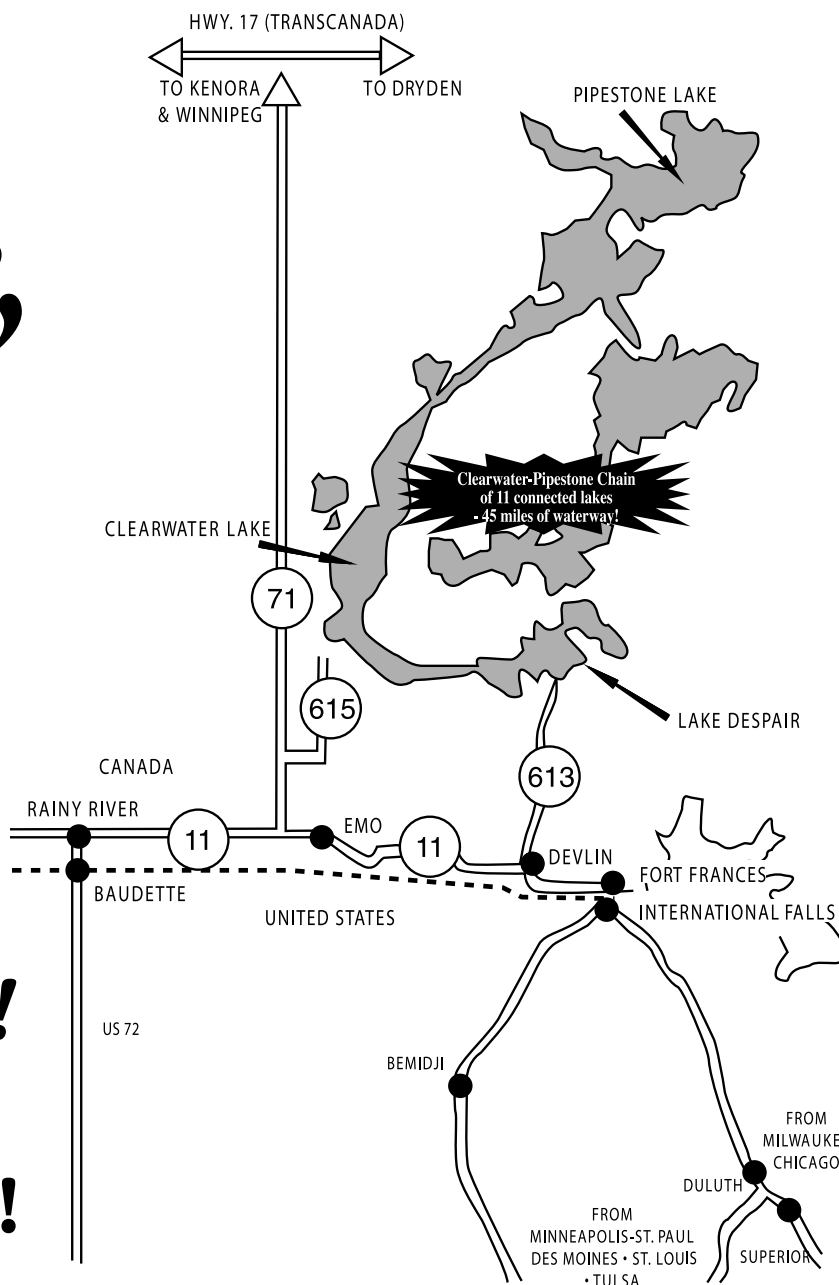 HWY. 17 (TRANSCANADA)
TO KENORA
& WINNIPEG
TO DRYDEN
PIPESTONE LAKE
Clearwater-Pipestone Chain
of 11 connected lakes
- 45 miles of waterway!
CLEARWATER LAKE
71
615
LAKE DESPAIR
613
CANADA
RAINY RIVER
11
EMO
11
DEVLIN
FORT FRANCES
BAUDETTE
UNITED STATES
INTERNATIONAL FALLS
,
!
US 72
BEMIDJI
FROM
MILWAUKE
CHICAGO
DULUTH
!
FROM
MINNEAPOLIS-ST. PAUL
DES MOINES • ST. LOUIS
• TULSA
SUPERIOR